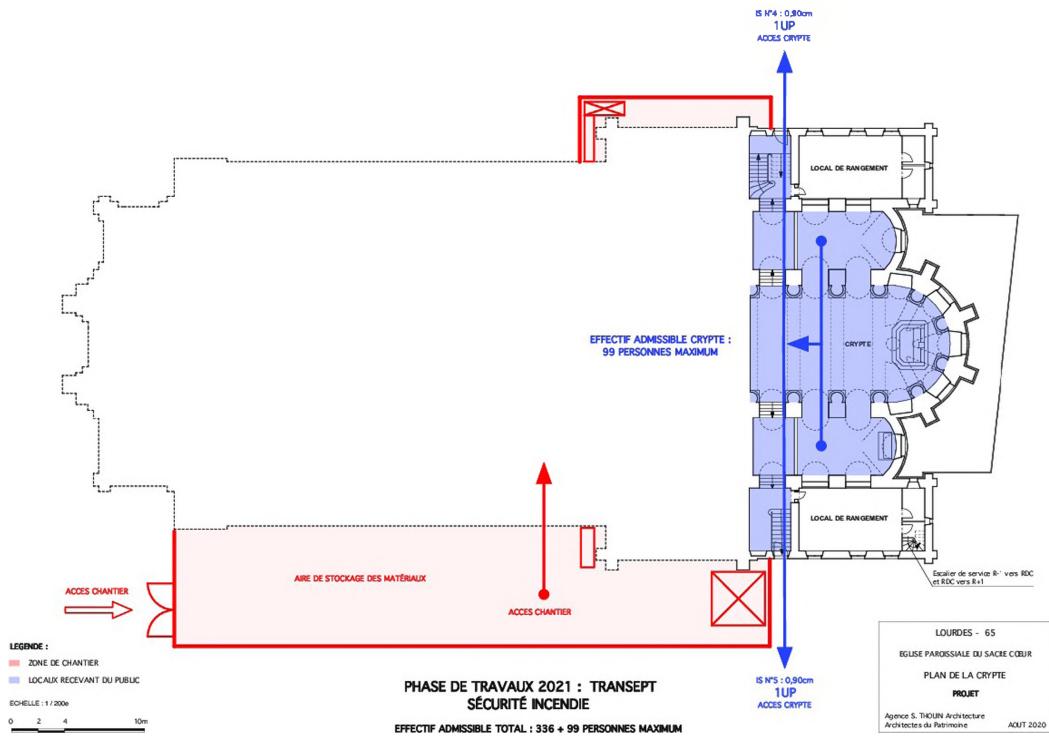 IS N°4 : 0,90cm
1UP
ACCES CRYPTE
LOCAL DE RANGEMENT
EFFECTIF ADMISSIBLE CRYPTE :
99 PERSONNES MAXIMUM
CRYPTE
LOCAL DE RANGEMENT
Escalier de service R-1 vers RDC
et RDC vers R+1
AIRE DE STOCKAGE DES MATÉRIAUX
ACCES CHANTIER
ACCES CHANTIER
LEGENDE :
ZONE DE CHANTIER
LOCAUX RECEVANT DU PUBLIC
ECHELLE : 1 / 200e
0 2 4 10m
PHASE DE TRAVAUX 2021 : TRANSEPT
SÉCURITÉ INCENDIE
EFFECTIF ADMISSIBLE TOTAL : 336 + 99 PERSONNES MAXIMUM
IS N°5 : 0,90cm
1UP
ACCES CRYPTE
LOURDES - 65
EGLISE PAROISSIALE DU SACRE CŒUR
PLAN DE LA CRYPTE
PROJET
Agence S. THOUIN Architecture
Architectes du Patrimoine AOUT 2020